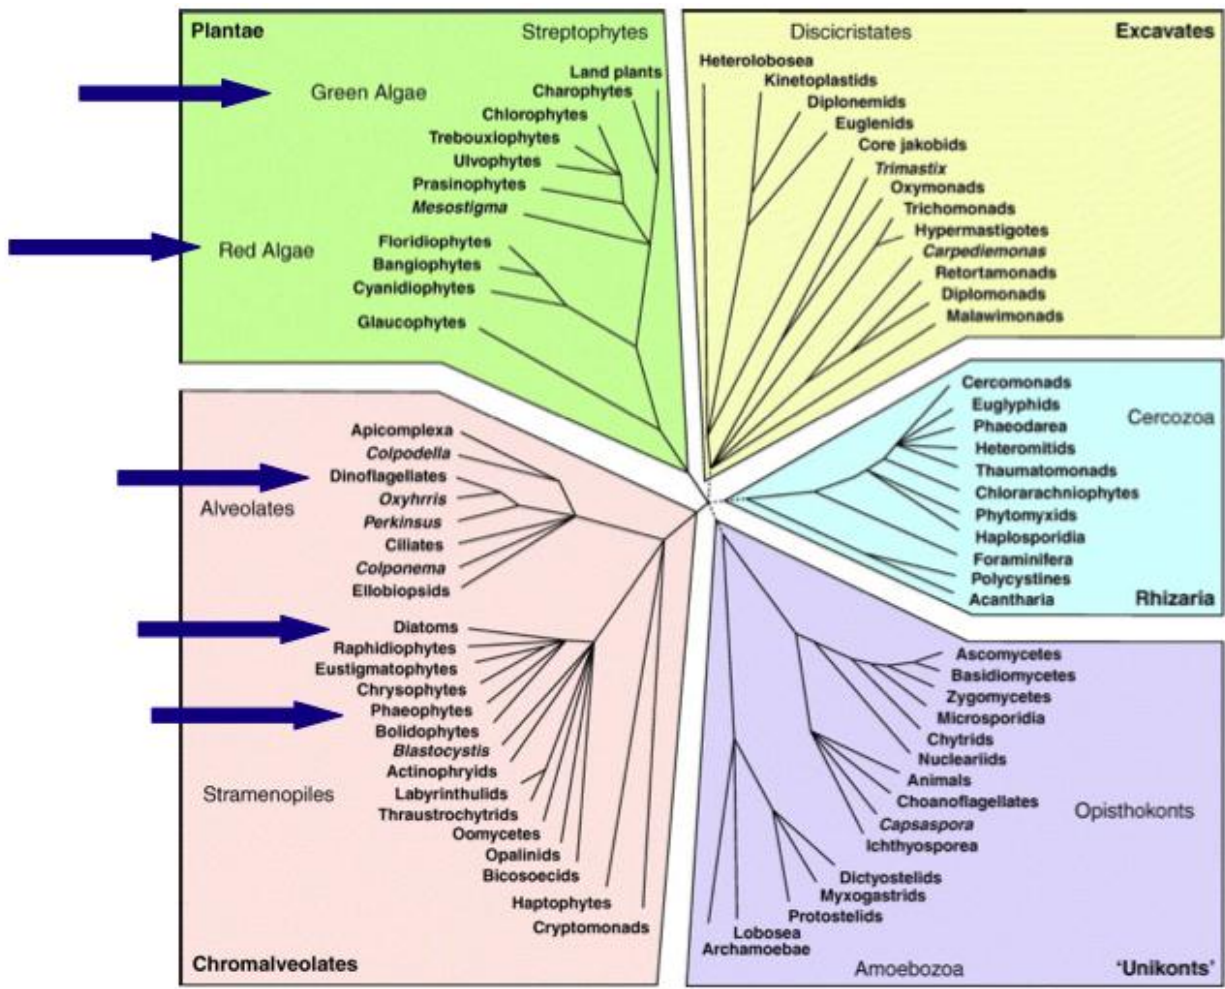 Plantae
Streptophytes
Land plants
Green Algae
Charophytes
Chlorophytes
Trebouxiophytes
Ulvophytes
Prasinophytes
Mesostigma
Red Algae
Floridiophytes
Bangiophytes
Cyanidiophytes
Glaucophytes
Discicristates
Excavates
Heterolobosea
Kinetoplastids
Diplonemids
Euglenids
Core jakobids
Trimastix
Oxymonads
Trichomonads
Hypermastigotes
Carpediemonas
Retortamonads
Diplomonads
Malawimonads
Cercomonads
Euglyphids
Cercozoa
Phaeodarea
Heteromitids
Thaumatomonads
Chlorarachniophytes
Phytomyxids
Haplosporidia
Foraminifera
Polycystines
Acantharia
Rhizaria
Apicomplexa
Colpodella
Dinoflagellates
Alveolates
Oxyhrris
Perkinsus
Ciliates
Colponema
Ellobiopsids
Diatoms
Raphidiophytes
Eustigmatophytes
Chrysophytes
Phaeophytes
Bolidophytes
Blastocystis
Actinophryids
Stramenopiles
Labyrinthulids
Thraustrochytrids
Oomycetes
Opalinids
Bicosoecids
Haptophytes
Cryptomonads
Chromalveolates
Ascomycetes
Basidiomycetes
Zygomycetes
Microsporidia
Chytrids
Nucleariids
Animals
Choanoflagellates
Opisthokonts
Capsaspora
Ichthyosporea
Dictyostelids
Myxogastrids
Protostelids
Lobosea
Archamoebae
Amoebozoa
‘Unikonts’